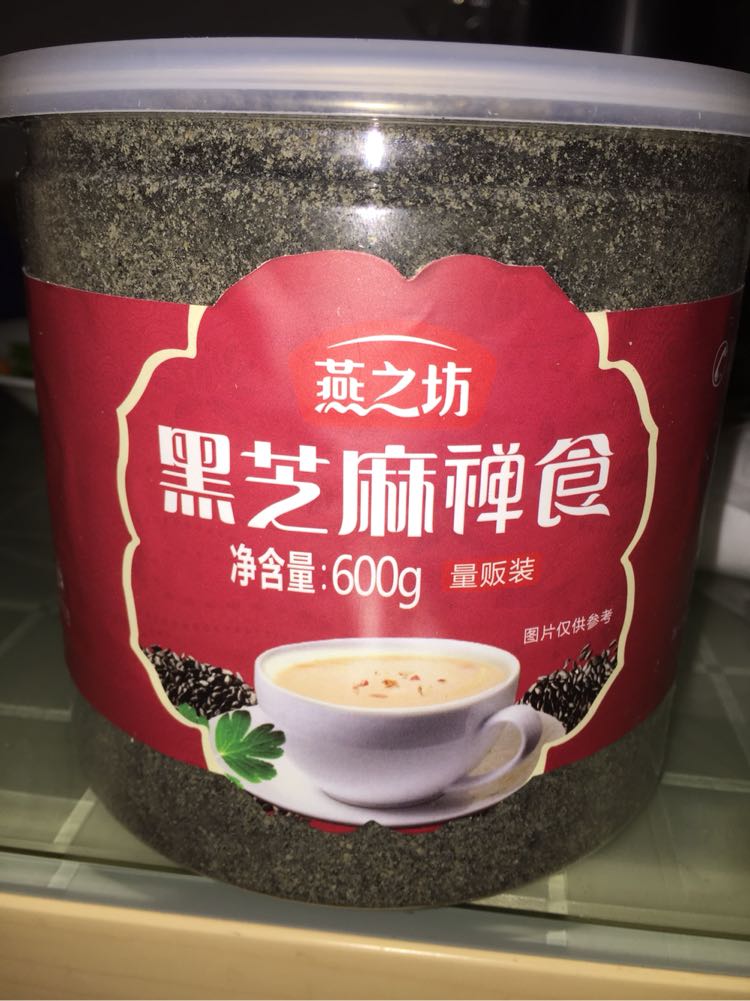 燕之坊
黑芝麻禅食
净含量:600g 量贩装
图片仅供参考